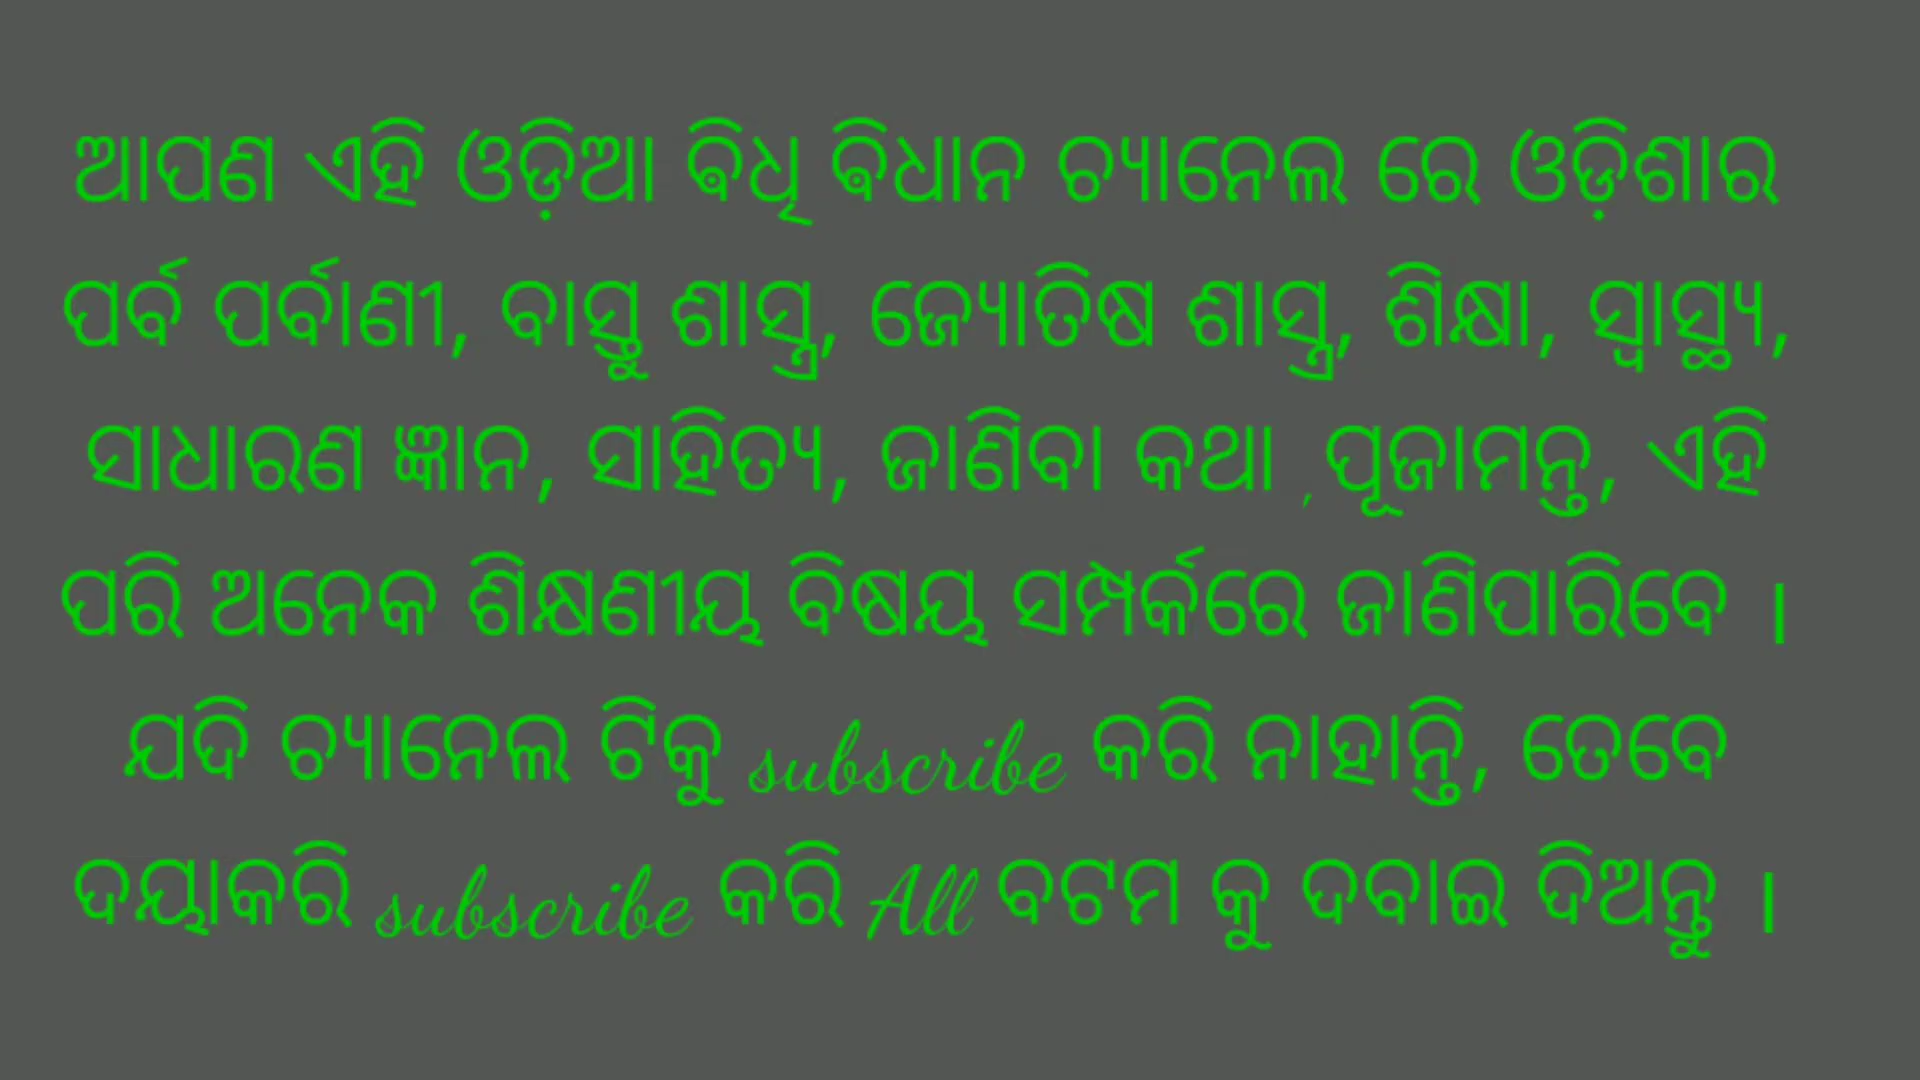 ଆପଣ ଏହି ଓଡ଼ିଆ ଵିଧି ଵିଧାନ ଚ୍ୟାନେଲ ରେ ଓଡ଼ିଶାର
ପର୍ବ ପର୍ବାଣୀ, ବାସ୍ତୁ ଶାସ୍ତ୍ର, ଜ୍ୟୋତିଷ ଶାସ୍ତ୍ର, ଶିକ୍ଷା, ସ୍ୱାସ୍ଥ୍ୟ,
ସାଧାରଣ ଜ୍ଞାନ, ସାହିତ୍ୟ, ଜାଣିବା କଥା , ପୂଜାମନ୍ତ, ଏହି
ପରି ଅନେକ ଶିକ୍ଷଣୀୟ ବିଷୟ ସମ୍ପର୍କରେ ଜାଣିପାରିବେ ।
ଯଦି ଚ୍ୟାନେଲ ଟିକୁ subscribe କରି ନାହାନ୍ତି, ତେବେ
ଦୟାକରି subscribe କରି All ବଟମ କୁ ଦବାଇ ଦିଅନ୍ତୁ ।